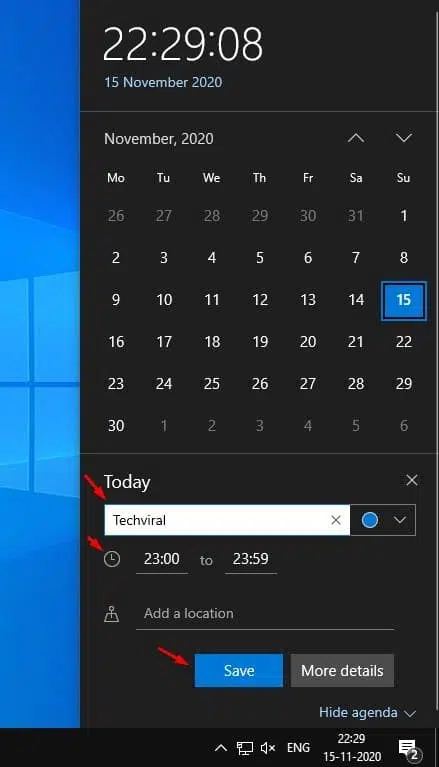 22:29:08
15 November 2020
November, 2020
Mo Tu We Th Fr Sa Su
26 27 28 29 30 31 1
2 3 4 5 6 7 8
9 10 11 12 13 14 15
16 17 18 19 20 21 22
23 24 25 26 27 28 29
30 1 2 3 4 5 6
Today
Techviral
23:00 to 23:59
Add a location
Save More details
Hide agenda
ENG 22:29
15-11-2020 2